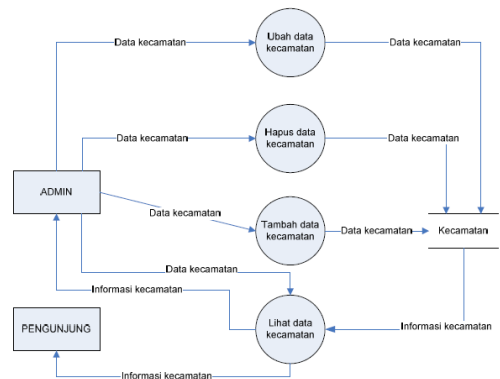 Data kecamatan
Ubah data
kecamatan
Data kecamatan
Data kecamatan
Hapus data
kecamatan
Data kecamatan
ADMIN
Data kecamatan
Tambah data
kecamatan
Data kecamatan
Kecamatan
Data kecamatan
Informasi kecamatan
Lihat data
kecamatan
Informasi kecamatan
PENGUNJUNG
Informasi kecamatan